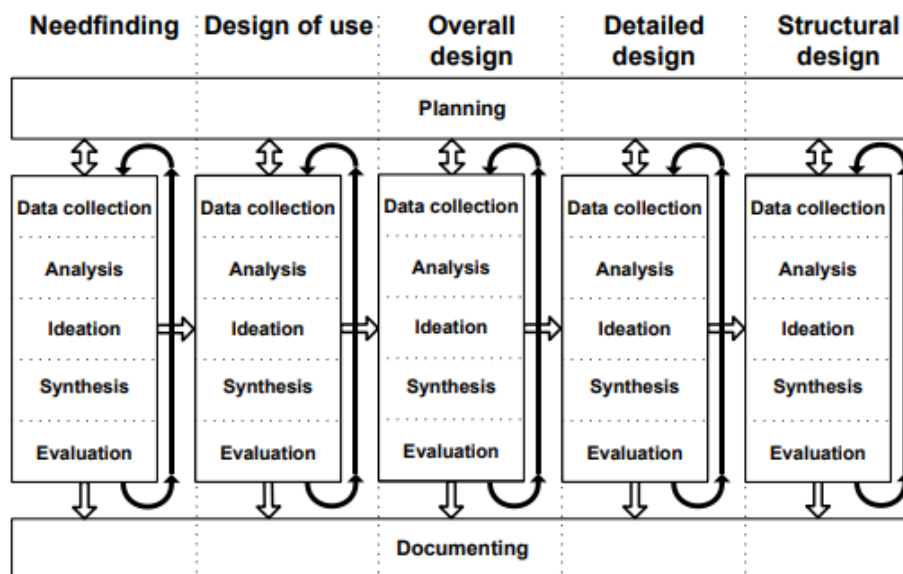 Needfinding
Design of use
Overall
design
Detailed
design
Structural
design
Planning
Data collection
Analysis
Ideation
Synthesis
Evaluation
Data collection
Analysis
Ideation
Synthesis
Evaluation
Data collection
Analysis
Ideation
Synthesis
Evaluation
Data collection
Analysis
Ideation
Synthesis
Evaluation
Data collection
Analysis
Ideation
Synthesis
Evaluation
Documenting